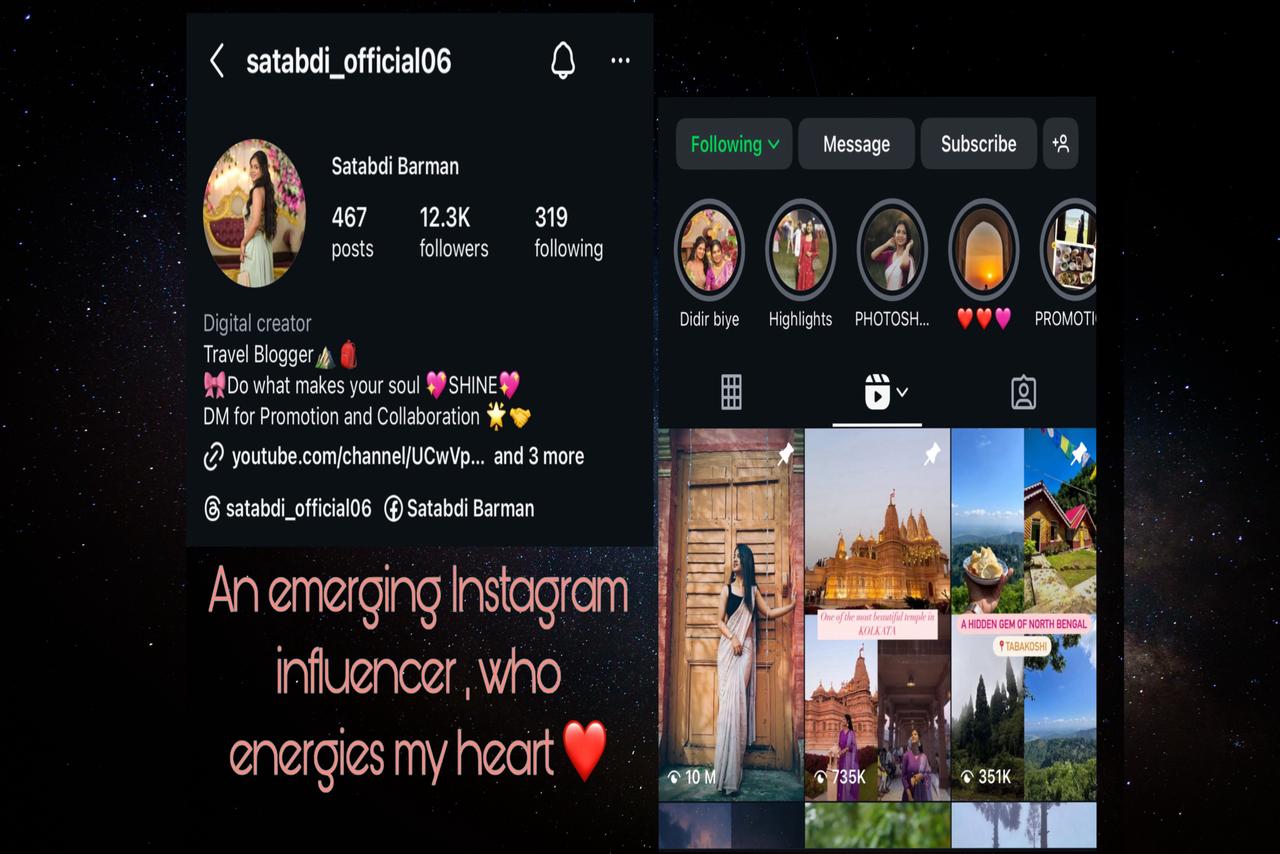 satabdi_official06
Satabdi Barman
467 12.3K 319
posts followers following
Digital creator
Travel Blogger⛰️🎒
🎀Do what makes your soul 💖SHINE💖
DM for Promotion and Collaboration 🌟🤝
youtube.com/channel/UCwVp... and 3 more
satabdi_official06 Satabdi Barman
An emerging Instagram
influencer , who
energies my heart ❤️
Following Message Subscribe
Didir biye Highlights PHOTOSH... ❤️❤️💗 PROMOTI
One of the most beautiful temple in
KOLKATA
A HIDDEN GEM OF NORTH BENGAL
📍TABAKOSHI
10 M 735K 351K